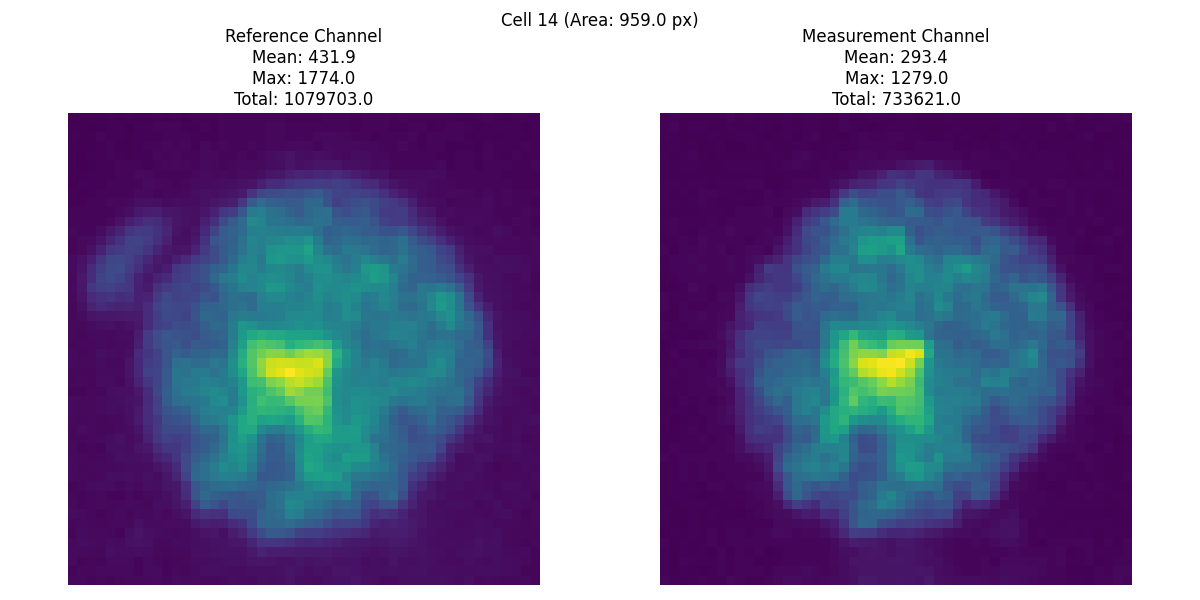 Cell 14 (Area: 959.0 px)
Reference Channel
Mean: 431.9
Max: 1774.0
Total: 1079703.0
Measurement Channel
Mean: 293.4
Max: 1279.0
Total: 733621.0